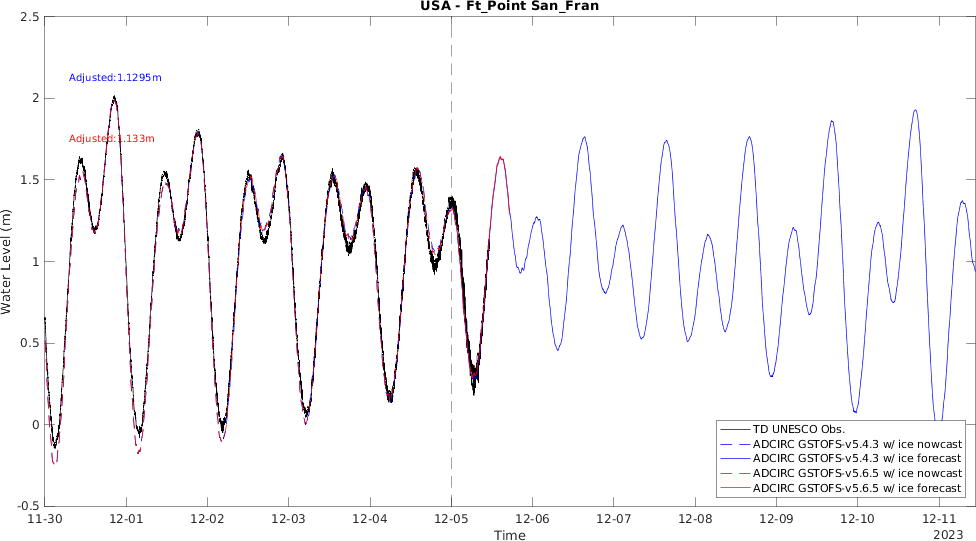 USA - Ft_Point San_Fran
2.5
2
1.5
1
0.5
0
-0.5
Water Level (m)
Adjusted:1.1295m
Adjusted:1.133m
TD UNESCO Obs.
ADCIRC GSTOFS-v5.4.3 w/ ice nowcast
ADCIRC GSTOFS-v5.4.3 w/ ice forecast
ADCIRC GSTOFS-v5.6.5 w/ ice nowcast
ADCIRC GSTOFS-v5.6.5 w/ ice forecast
11-30 12-01 12-02 12-03 12-04 12-05 12-06 12-07 12-08 12-09 12-10 12-11
Time
2023